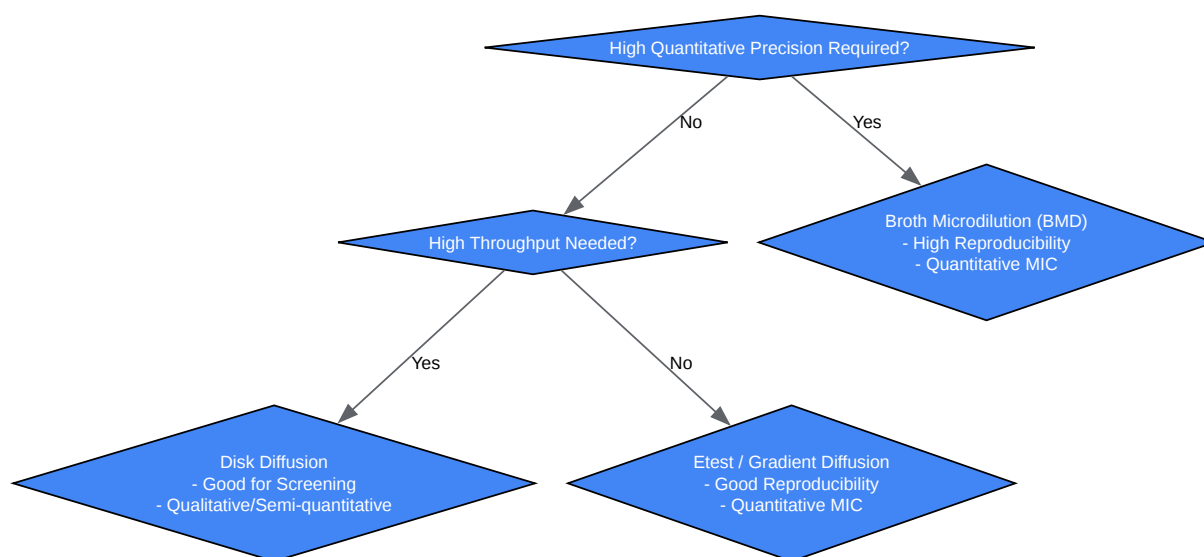 High Quantitative Precision Required?
No
Yes
Broth Microdilution (BMD)
- High Reproducibility
- Quantitative MIC
High Throughput Needed?
Yes
No
Disk Diffusion
- Good for Screening
- Qualitative/Semi-quantitative
Etest / Gradient Diffusion
- Good Reproducibility
- Quantitative MIC